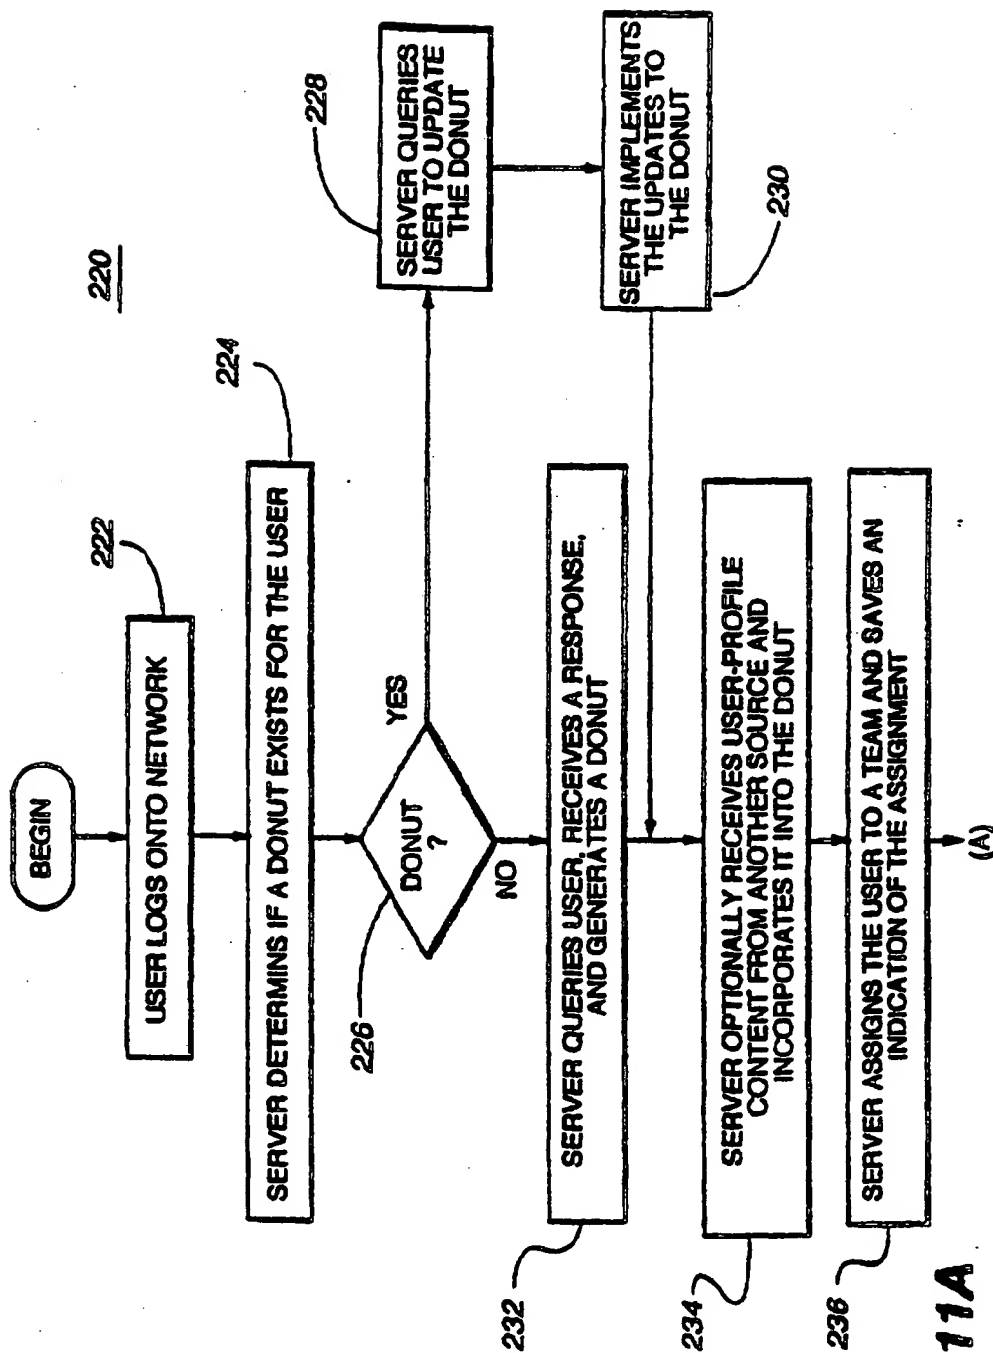 220
BEGIN
222
USER LOGS ONTO NETWORK
224
SERVER DETERMINS IF A DONUT EXISTS FOR THE USER
226
DONUT
?
YES
NO
228
SERVER QUERIES
USER TO UPDATE
THE DONUT
SERVER IMPLEMENTS
THE UPDATES TO
THE DONUT
230
232
SERVER QUERIES USER, RECEIVES A RESPONSE,
AND GENERATES A DONUT
234
SERVER OPTIONALLY RECEIVES USER-PROFILE
CONTENT FROM ANOTHER SOURCE AND
INCORPORATES IT INTO THE DONUT
236
SERVER ASSIGNS THE USER TO A TEAM AND SAVES AN
INDICATION OF THE ASSIGNMENT
(A)
11A